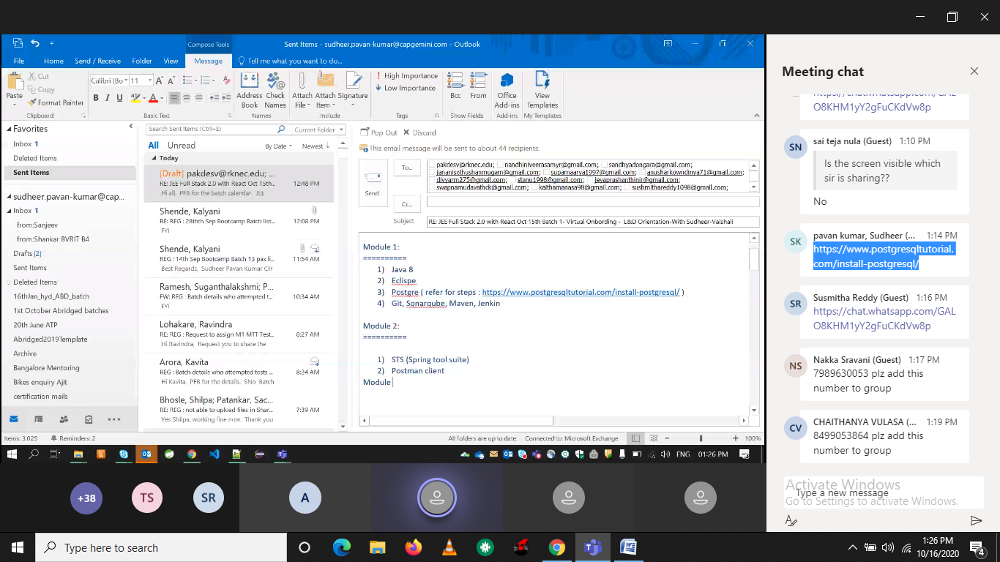 Compose Tools
Sent Items - sudheer.pavan-kumar@capgemini.com - Outlook
File Home Send / Receive Folder View Message Tell me what you want to do...
Paste
Cut
Copy
Format Painter
Clipboard
Calibri (Bo 11
B I U
Basic Text
Address Book
Check Names
Names
Attach File
Attach Item
Signature
Include
High Importance
Low Importance
Tags
Bcc
From
Show Fields
Office Add-ins
Add-ins
View Templates
My Templates
Favorites
Inbox 1
Deleted Items
Sent Items
sudheer.pavan-kumar@cap...
Inbox 1
from:Sanjeev
from:Shankar BVRIT B4
Drafts [2]
Sent Items
Deleted Items
16thJan_hyd_ABD_batch
1st October Abridged batches
20th June ATP
Abridged2019Template
Archive
Bangalore Mentoring
Bikes enquiry Ajit
certification mails
Search Sent Items (Ctrl+E) Current Folder
All Unread By Date Newest
Today
[Draft] pakdesv@rknec.edu; ...
RE: JEE Full Stack 2.0 with React Oct 15th... 12:48 PM
Hi all, PFB for the batch calendar. JEE
Shende, Kalyani
RE: REG : 28thth Sep Bootcamp Batch list... 12:08 PM
FYi
Shende, Kalyani
REG : 14th Sep Bootcamp Batch 13 pax li... 11:54 AM
Best Regards, Sudheer Pavan Kumar CH
Ramesh, Suganthalakshmi; P...
FW: REG : Batch details who attempted t... 10:34 AM
FYI
Lohakare, Ravindra
REG : Request to assign M1 MTT Test... 8:27 AM
Hi Ravindra, Request you to share the
Arora, Kavita
REG : Batch details who attempted tests ... 8:24 AM
Hi Kavita, PFB for the details. SNo Batch
Bhosle, Shilpa; Patankar, Sac...
RE: REG : not able to upload files in Shar... 7:39 AM
Yes Shilpa, working fine now. Thank you
Pop Out Discard
This email message will be sent to about 44 recipients.
Send
To...
pakdesv@rknec.edu; nandhiniveerasamyr@gmail.com; sandhyadongara@gmail.com;
jananisethushanmugam@gmail.com; suparnaarya1997@gmail.com; anusharkowndinya71@gmail.com;
divyarm275@gmail.com; stanu1998@gmail.com; jeyaprashanthinir@gmail.com;
swapnamudavathck@gmail.com; kaithamanasa98@gmail.com; sushmithareddy1098@gmail.com;
Cc...
Subject RE: JEE Full Stack 2.0 with React Oct 15th Batch 1- Virtual Onbording - L&D Orientation-With Sudheer-Vaishali
Module 1:
==========
1) Java 8
2) Eclispe
3) Postgre ( refer for steps : https://www.postgresqltutorial.com/install-postgresql/ )
4) Git, Sonarqube, Maven, Jenkin
Module 2:
==========
1) STS (Spring tool suite)
2) Postman client
Module
Items: 3,025 Reminders: 2 All folders are up to date. Connected to: Microsoft Exchange 100%
ENG 01:26 PM
+38 TS SR A
Meeting chat
O8KHM1yY2gFuCKdVw8p
SN
sai teja nula (Guest) 1:10 PM
Is the screen visible which
sir is sharing??
No
SK
pavan kumar, Sudheer (... 1:14 PM
https://www.postgresqltutorial.
com/install-postgresql/
SR
Susmitha Reddy (Guest) 1:16 PM
https://chat.whatsapp.com/GAL
O8KHM1yY2gFuCKdVw8p
NS
Nakka Sravani (Guest) 1:17 PM
7989630053 plz add this
number to group
CV
CHAITHANYA VULASA (... 1:19 PM
8499053864 plz add this
number to group
Activate Windows
Type a new message
Go to Settings to activate Windows.
Type here to search
1:26 PM
10/16/2020
4